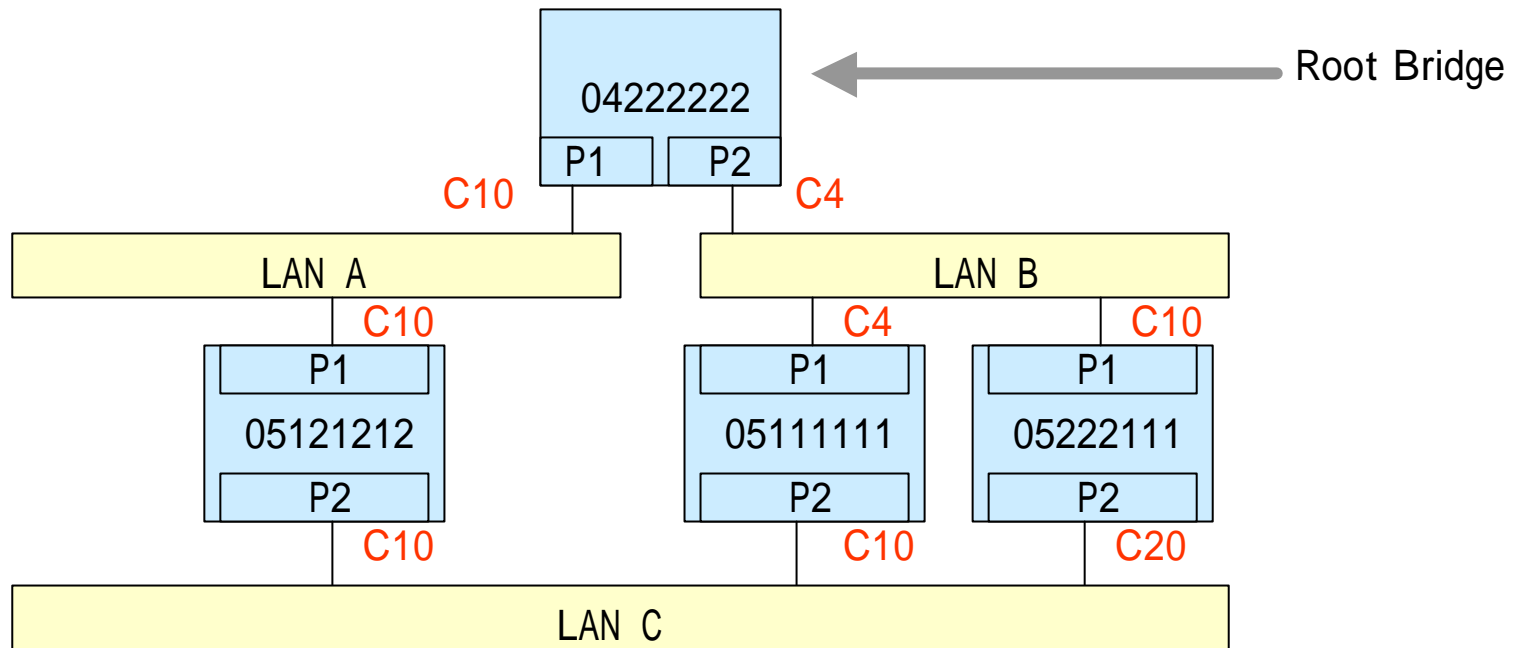 Root Bridge
04222222
P1 P2
C10 C4
LAN A LAN B
C10 C4 C10
P1 P1 P1
05121212 05111111 05222111
P2 P2 P2
C10 C10 C20
LAN C